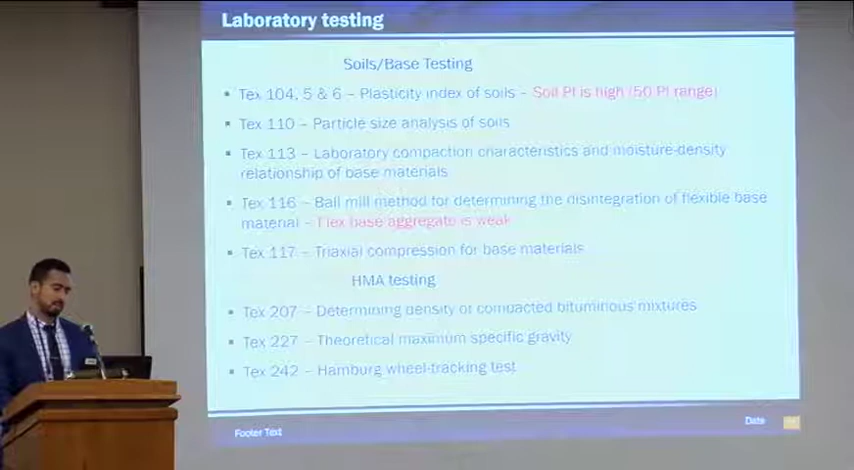 Laboratory testing
Soils/Base Testing
▪ Tex 104, 5 & 6 – Plasticity index of soils – Soil PI is high (50 PI range)
▪ Tex 110 – Particle size analysis of soils
▪ Tex 113 – Laboratory compaction characteristics and moisture-density
relationship of base materials
▪ Tex 116 – Ball mill method for determining the disintegration of flexible base
material – Flex base aggregate is weak
▪ Tex 117 – Triaxial compression for base materials
HMA testing
▪ Tex 207 – Determining density of compacted bituminous mixtures
▪ Tex 227 – Theoretical maximum specific gravity
▪ Tex 242 – Hamburg wheel-tracking test
Footer Text
Date